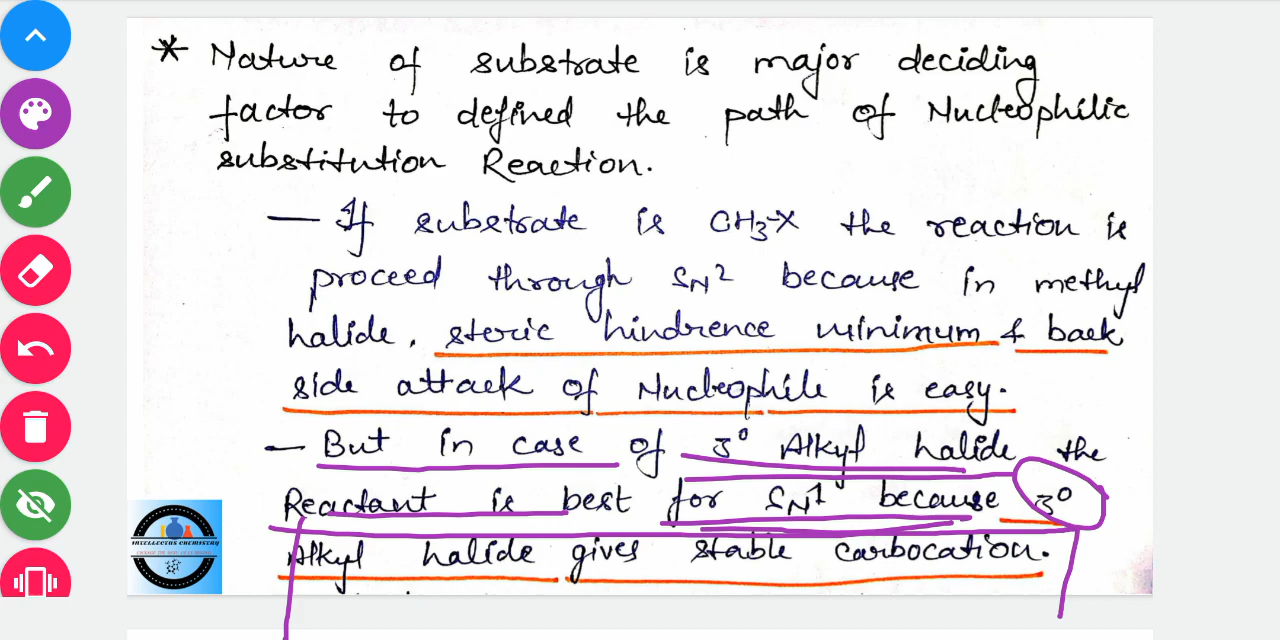 * Nature of substrate is major deciding
factor to defined the path of Nucleophilic
substitution Reaction.
— If substrate is CH₃-X the reaction is
proceed through SN² because in methyl
halide, steric hindrence minimum & back
side attack of Nucleophile is easy.
— But in case of 3° Alkyl halide the
Reactant is best for SN1 because 3°
Alkyl halide gives stable carbocation.
INTELLECTUS CHEMISTRY